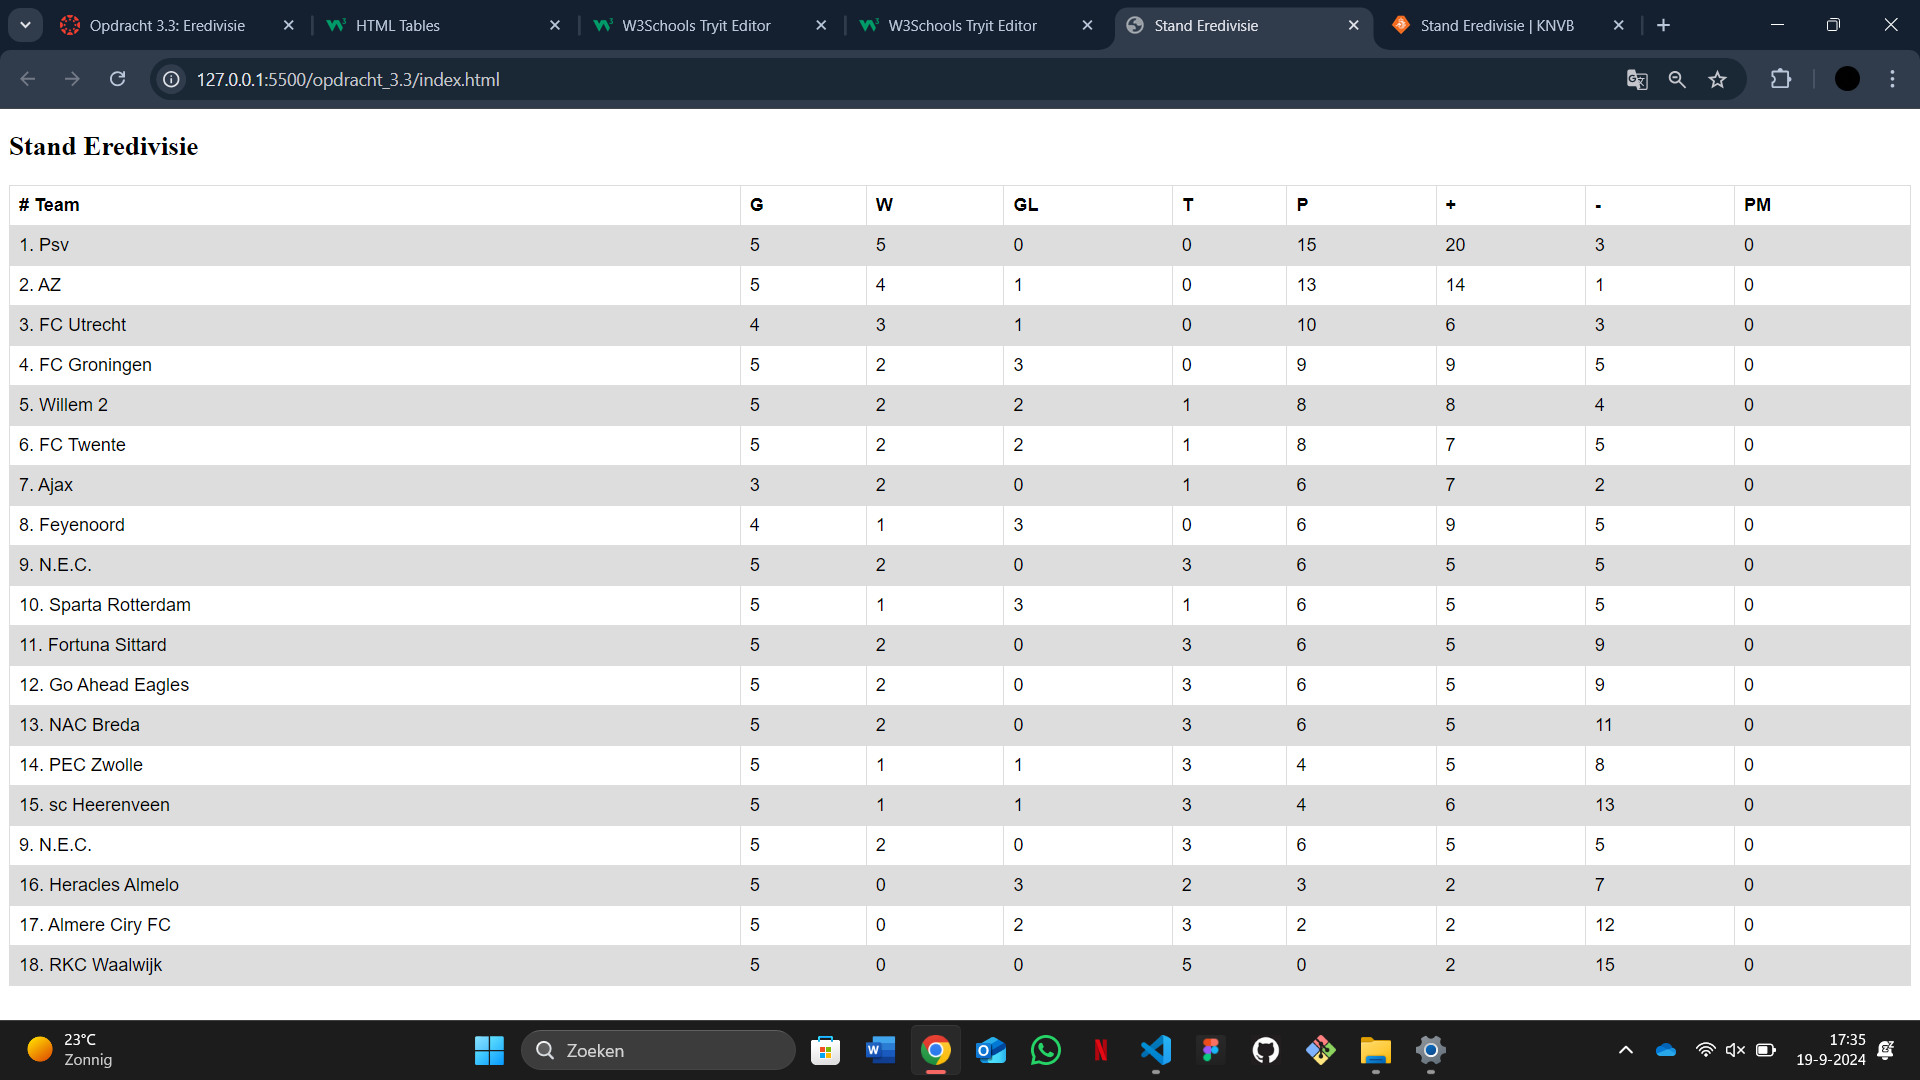 Opdracht 3.3: Eredivisie
HTML Tables
W3Schools Tryit Editor
W3Schools Tryit Editor
Stand Eredivisie
Stand Eredivisie | KNVB
127.0.0.1:5500/opdracht_3.3/index.html
Stand Eredivisie
# Team G W GL T P + - PM
1. Psv 5 5 0 0 15 20 3 0
2. AZ 5 4 1 0 13 14 1 0
3. FC Utrecht 4 3 1 0 10 6 3 0
4. FC Groningen 5 2 3 0 9 9 5 0
5. Willem 2 5 2 2 1 8 8 4 0
6. FC Twente 5 2 2 1 8 7 5 0
7. Ajax 3 2 0 1 6 7 2 0
8. Feyenoord 4 1 3 0 6 9 5 0
9. N.E.C. 5 2 0 3 6 5 5 0
10. Sparta Rotterdam 5 1 3 1 6 5 5 0
11. Fortuna Sittard 5 2 0 3 6 5 9 0
12. Go Ahead Eagles 5 2 0 3 6 5 9 0
13. NAC Breda 5 2 0 3 6 5 11 0
14. PEC Zwolle 5 1 1 3 4 5 8 0
15. sc Heerenveen 5 1 1 3 4 6 13 0
9. N.E.C. 5 2 0 3 6 5 5 0
16. Heracles Almelo 5 0 3 2 3 2 7 0
17. Almere Ciry FC 5 0 2 3 2 2 12 0
18. RKC Waalwijk 5 0 0 5 0 2 15 0
23°C
Zonnig
Zoeken
17:35
19-9-2024